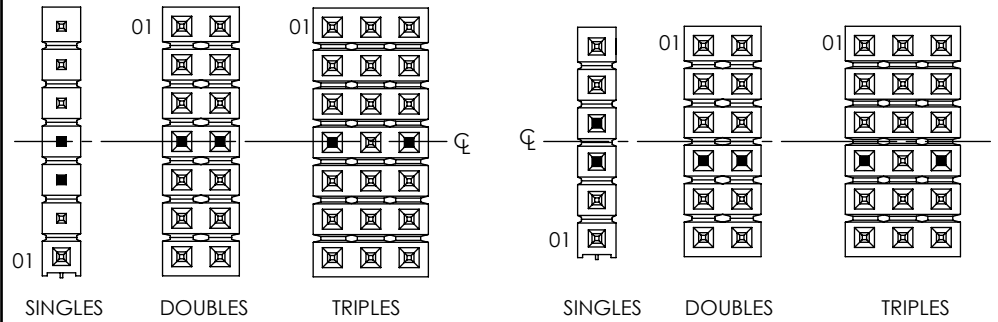 01 01 01 01
℄ ℄
01 01
SINGLES DOUBLES TRIPLES SINGLES DOUBLES TRIPLES